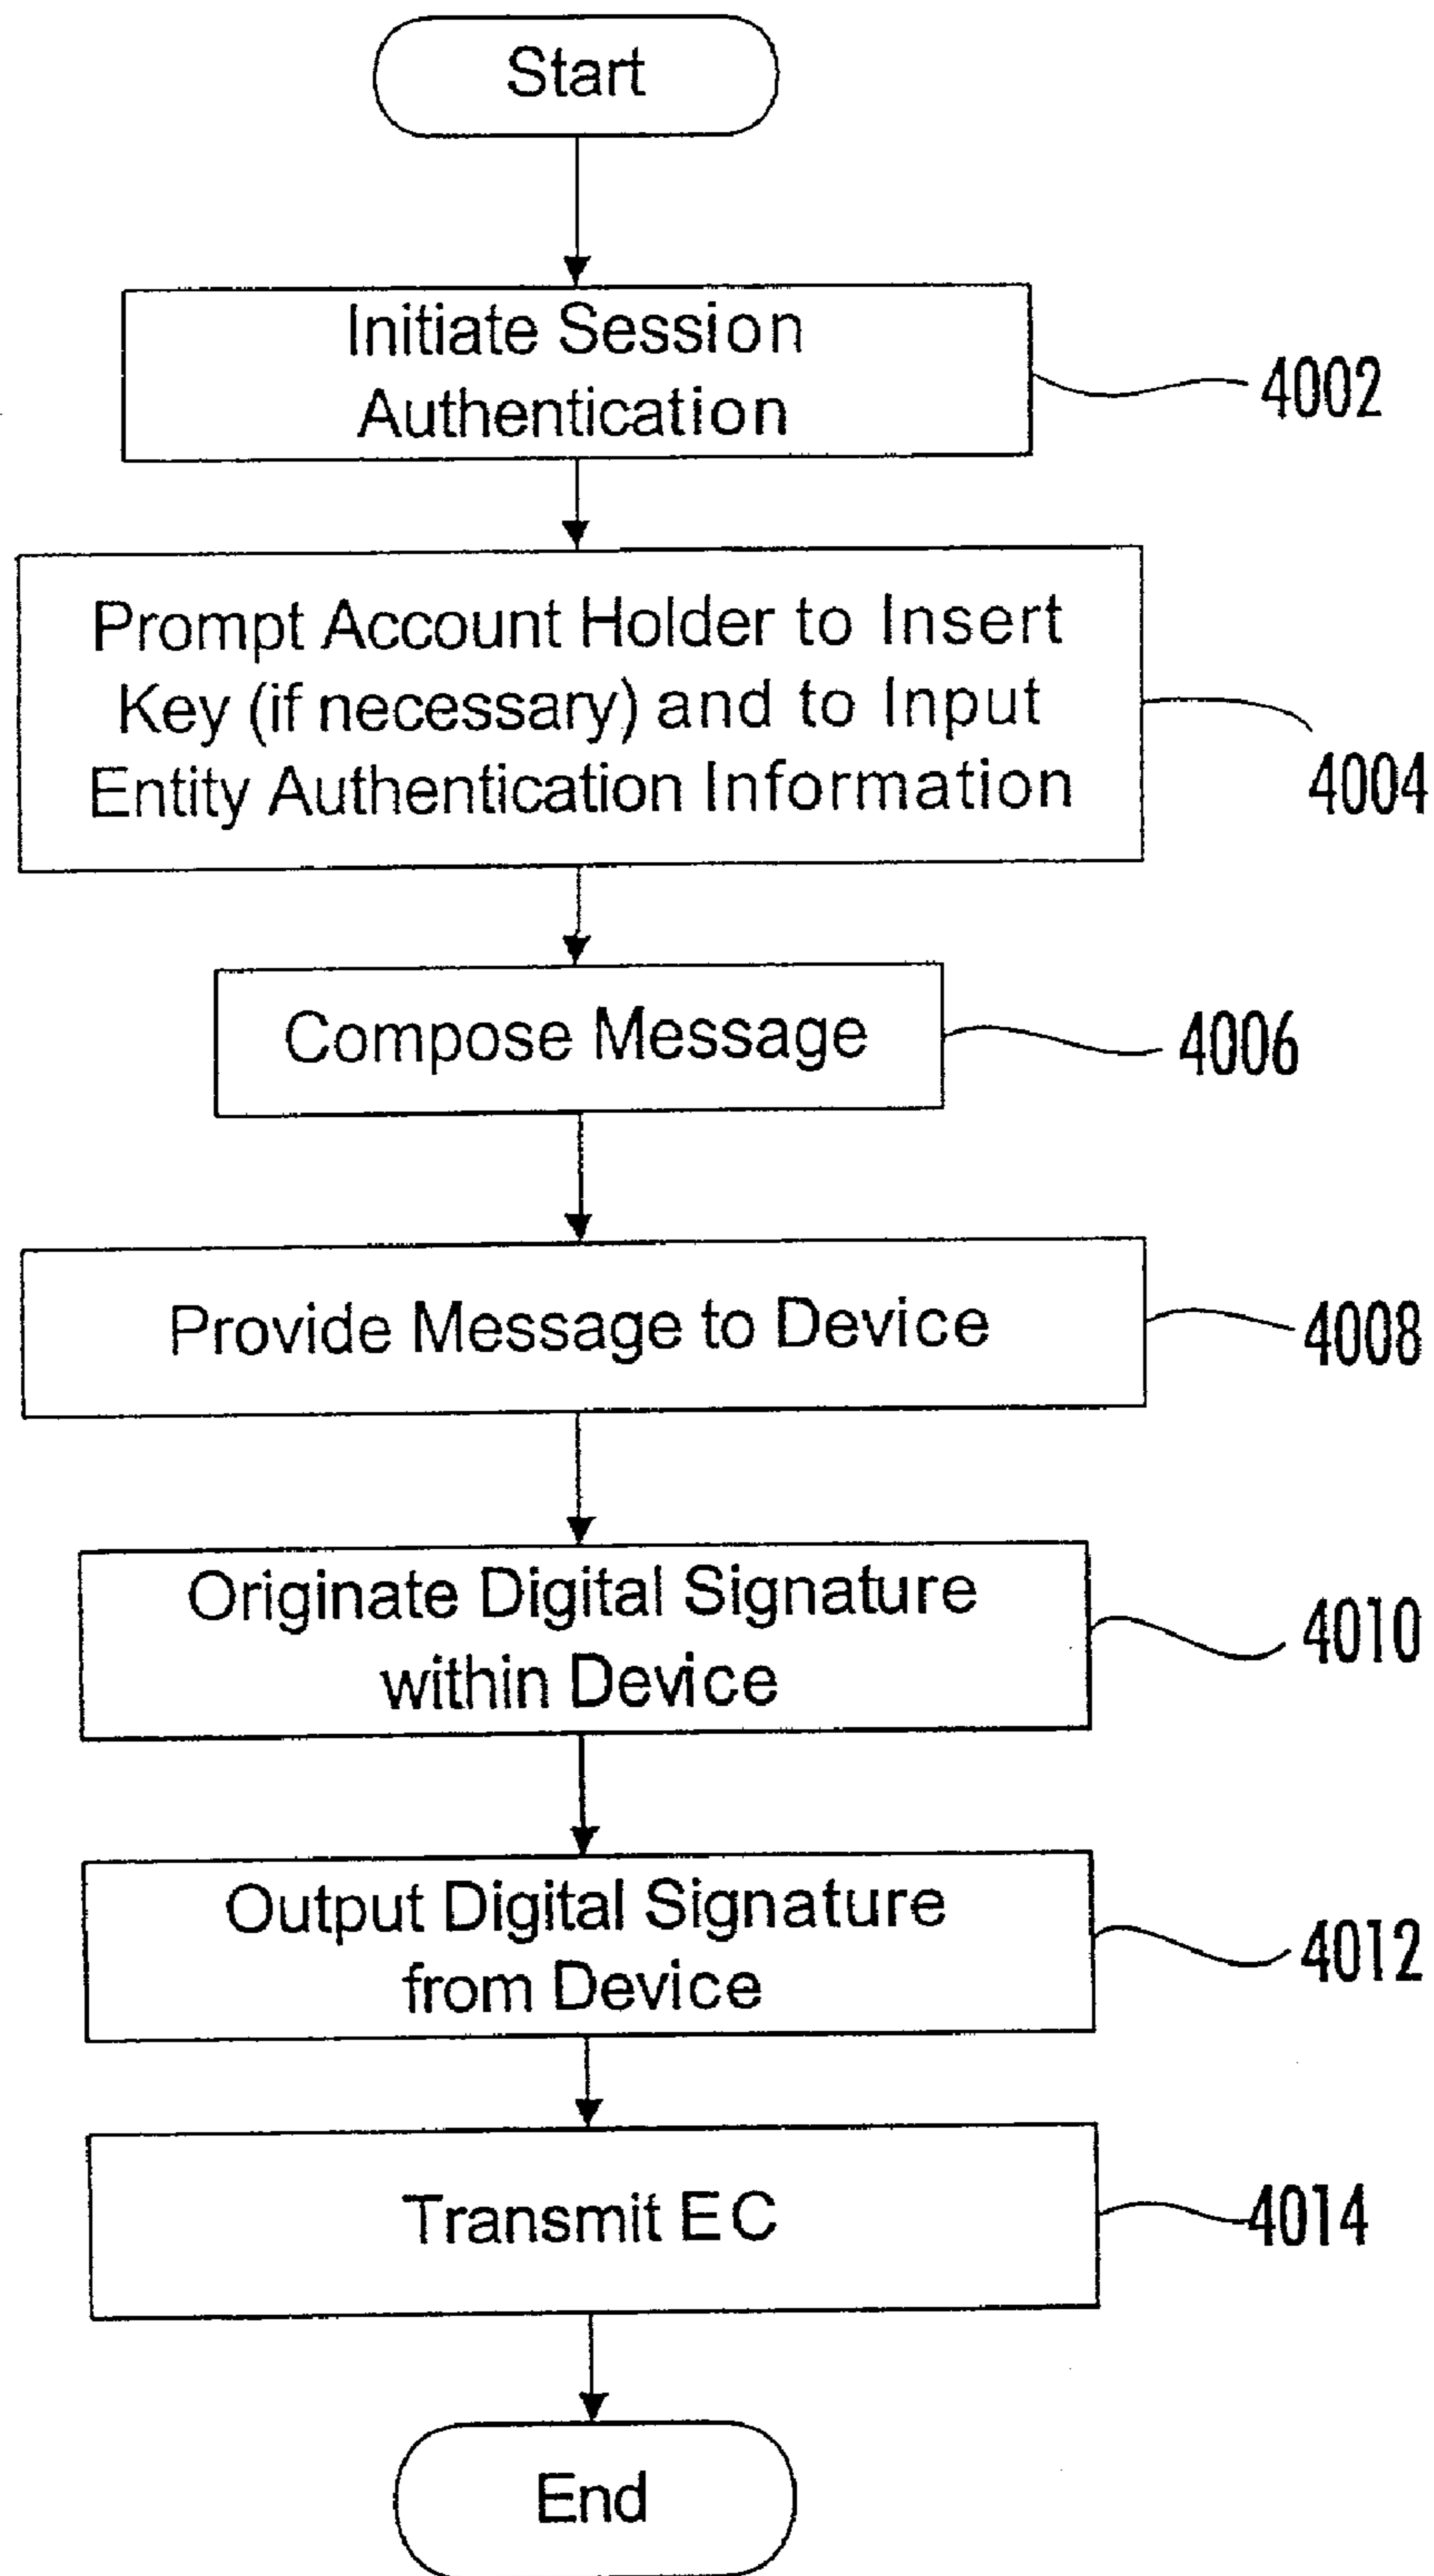 Start
Initiate Session
Authentication
4002
Prompt Account Holder to Insert
Key (if necessary) and to Input
Entity Authentication Information
4004
Compose Message
4006
Provide Message to Device
4008
Originate Digital Signature
within Device
4010
Output Digital Signature
from Device
4012
Transmit EC
4014
End